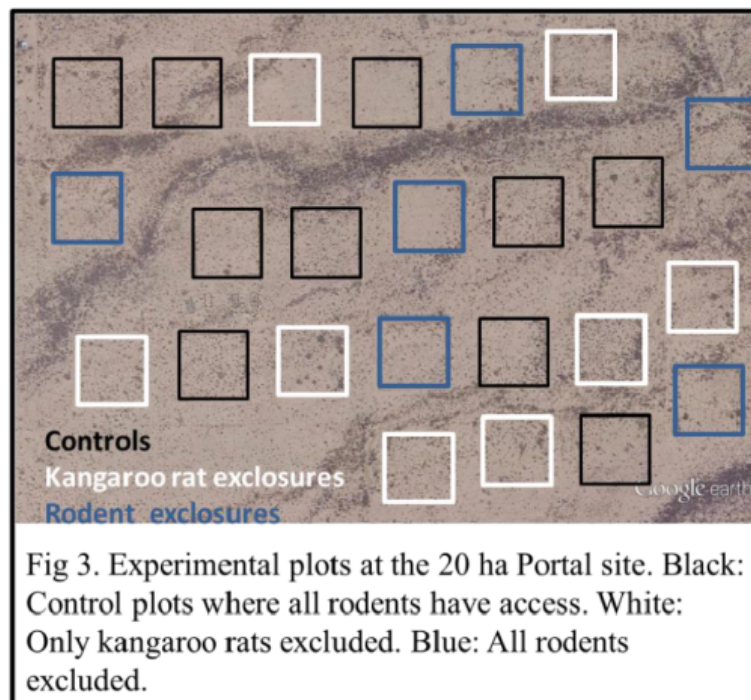 Controls
Kangaroo rat exclosures
Rodent exclosures
Google earth
Fig 3. Experimental plots at the 20 ha Portal site. Black:
Control plots where all rodents have access. White:
Only kangaroo rats excluded. Blue: All rodents
excluded.